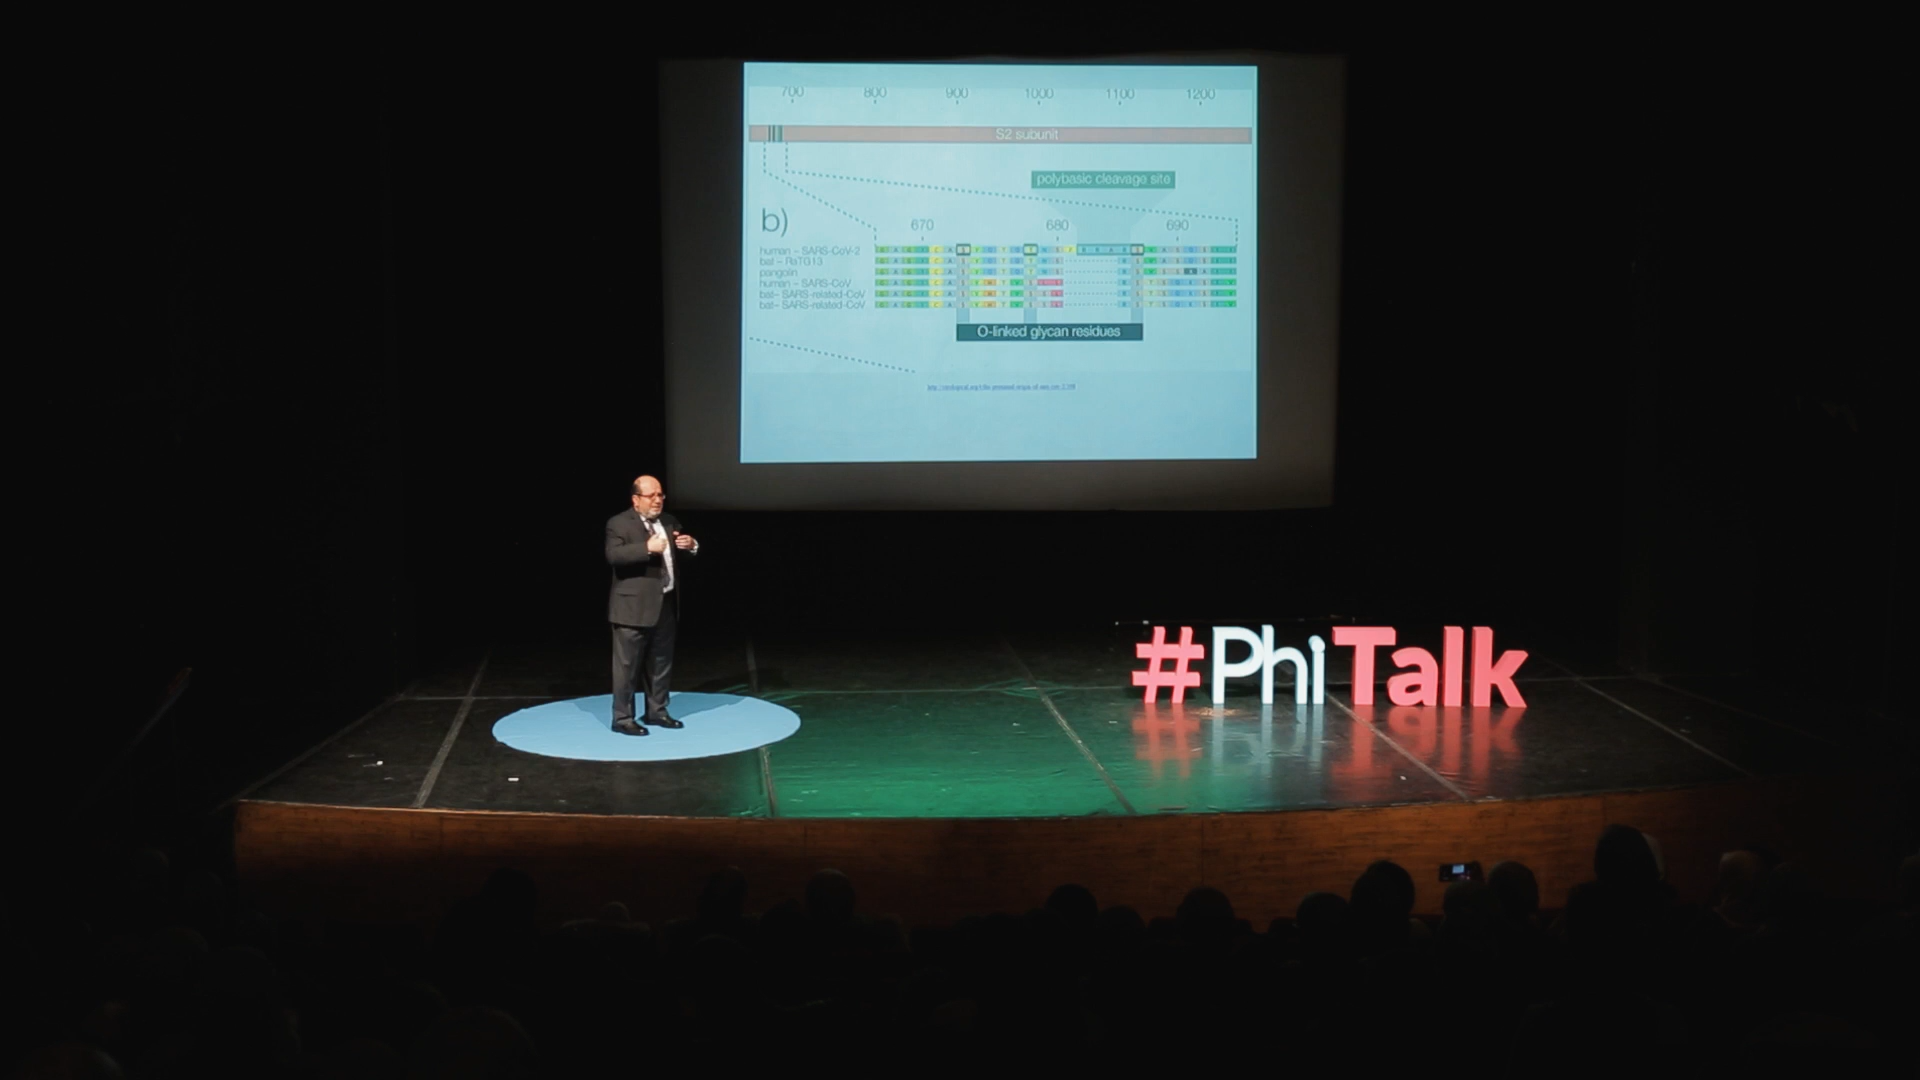 700 800 900 1000 1100 1200
S2 subunit
polybasic cleavage site
b)
670 680 690
human – SARS-CoV-2
bat – RaTG13
pangolin
human – SARS-CoV
bat– SARS-related-CoV
bat– SARS-related-CoV
O-linked glycan residues
#PhiTalk